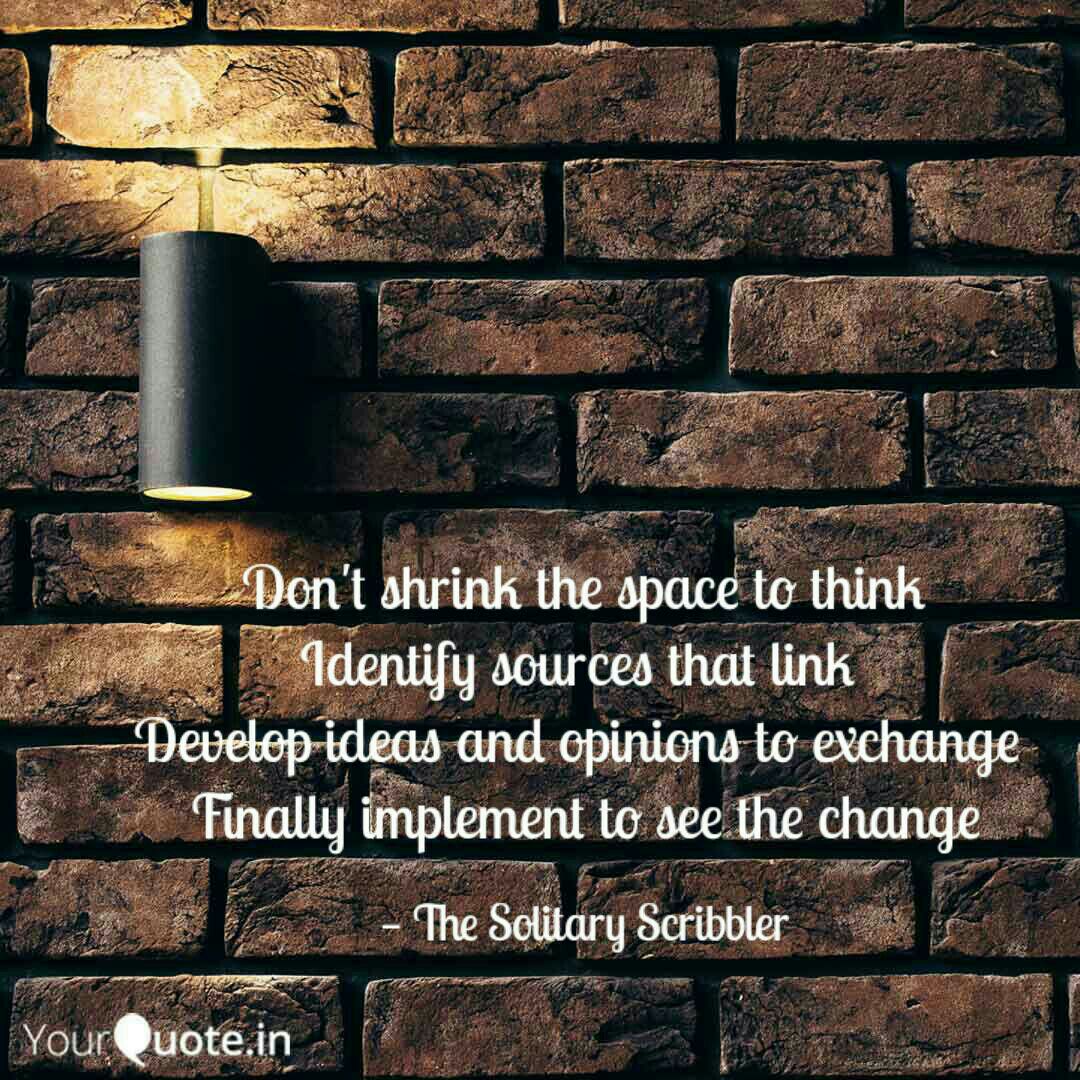 Don't shrink the space to think
Identify sources that link
Develop ideas and opinions to exchange
Finally implement to see the change
- The Solitary Scribbler
YourQuote.in